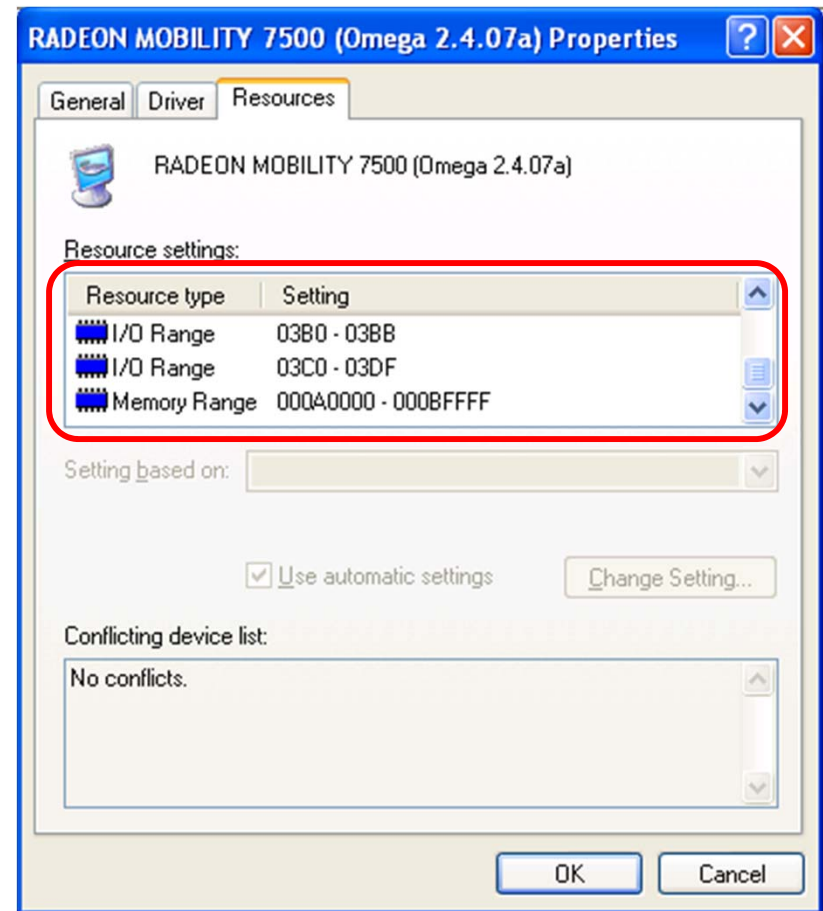 RADEON MOBILITY 7500 (Omega 2.4.07a) Properties
General Driver Resources
RADEON MOBILITY 7500 (Omega 2.4.07a)
Resource settings:
Resource type Setting
I/O Range 03B0 - 03BB
I/O Range 03C0 - 03DF
Memory Range 000A0000 - 000BFFFF
Setting based on:
Use automatic settings Change Setting...
Conflicting device list:
No conflicts.
OK Cancel